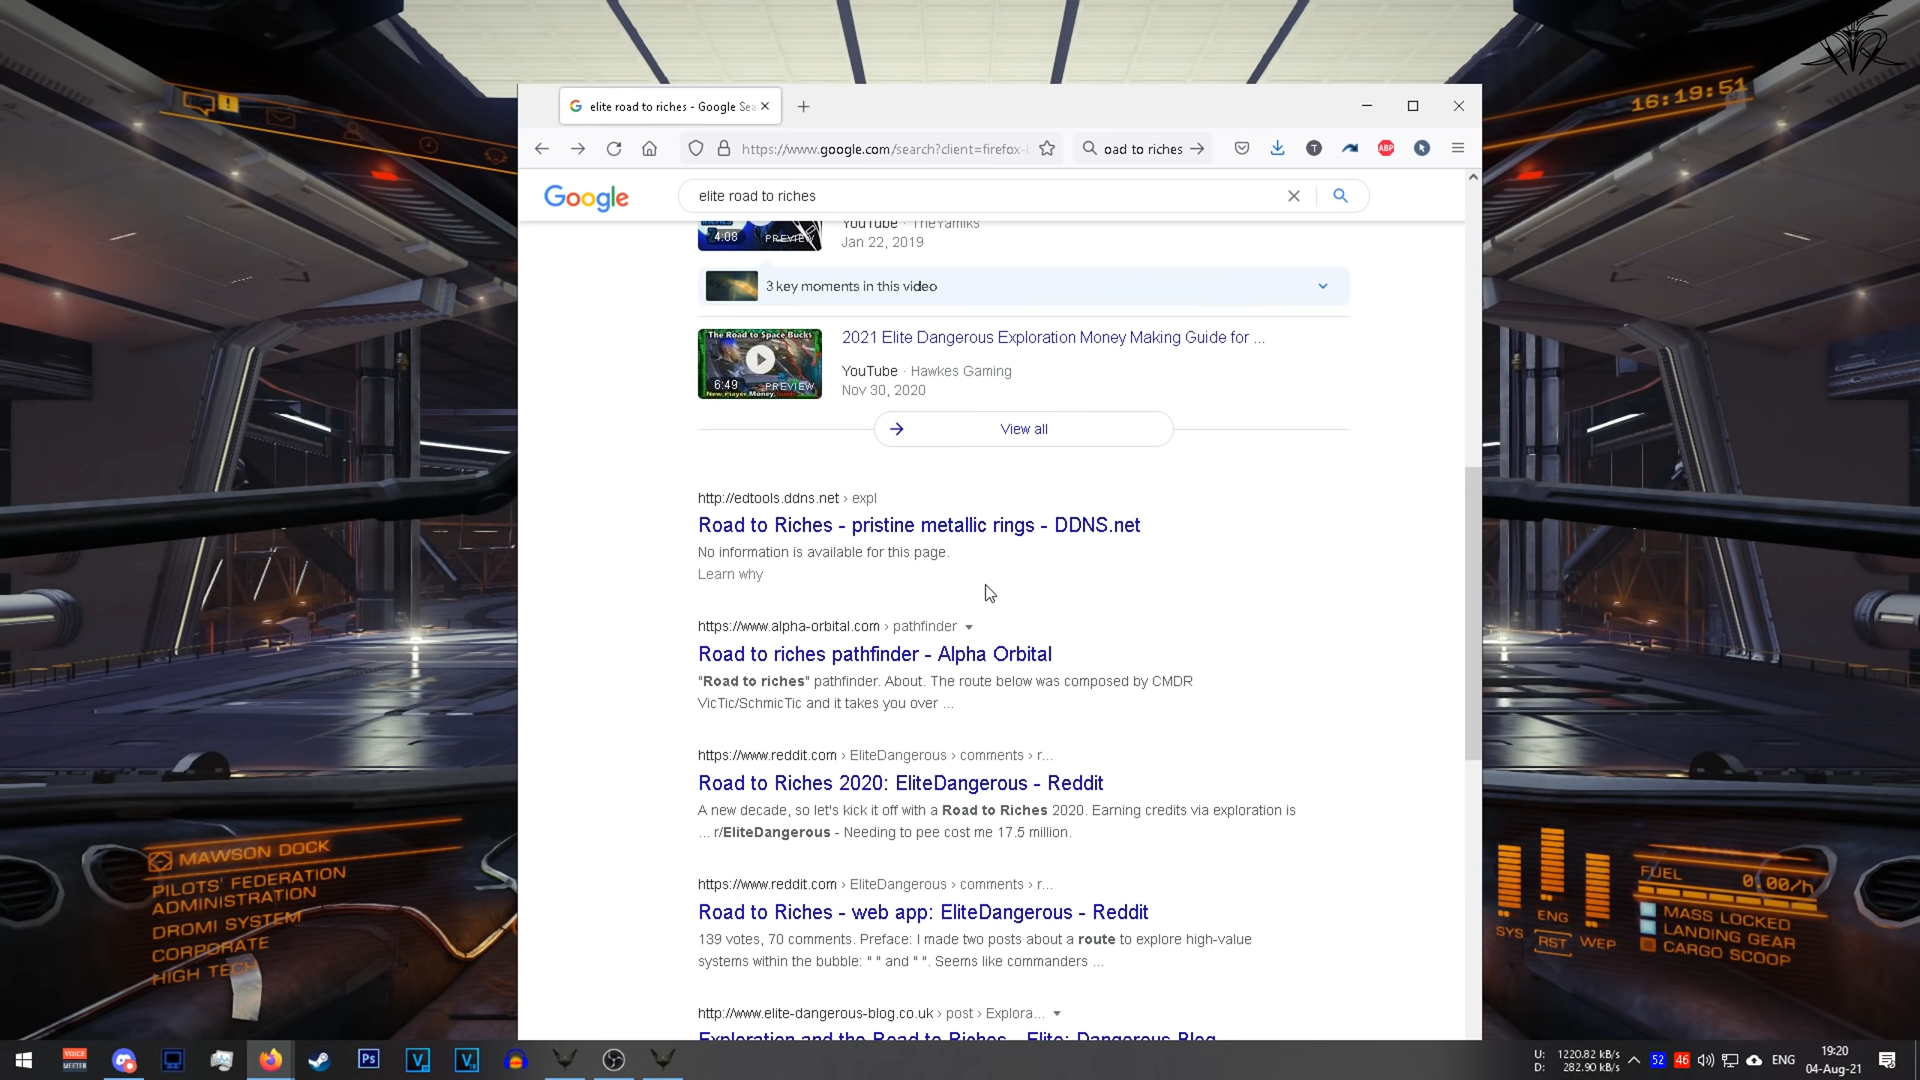 elite road to riches - Google Sea
16:19:51
https://www.google.com/search?client=firefox-b
oad to riches
T
ABP
Google
elite road to riches
4:08
PREVIEW
YouTube · TheYamiks
Jan 22, 2019
3 key moments in this video
The Road to Space Bucks
6:49
PREVIEW
New Player Money
2021 Elite Dangerous Exploration Money Making Guide for ...
YouTube · Hawkes Gaming
Nov 30, 2020
View all
http://edtools.ddns.net › expl
Road to Riches - pristine metallic rings - DDNS.net
No information is available for this page.
Learn why
https://www.alpha-orbital.com › pathfinder
Road to riches pathfinder - Alpha Orbital
"Road to riches" pathfinder. About. The route below was composed by CMDR
VicTic/SchmicTic and it takes you over ...
https://www.reddit.com › EliteDangerous › comments › r...
Road to Riches 2020: EliteDangerous - Reddit
A new decade, so let's kick it off with a Road to Riches 2020. Earning credits via exploration is
... r/EliteDangerous - Needing to pee cost me 17.5 million.
https://www.reddit.com › EliteDangerous › comments › r...
Road to Riches - web app: EliteDangerous - Reddit
139 votes, 70 comments. Preface: I made two posts about a route to explore high-value
systems within the bubble: " " and " ". Seems like commanders ...
http://www.elite-dangerous-blog.co.uk › post › Explora...
Exploration and the Road to Riches - Elite: Dangerous Blog
MAWSON DOCK
PILOTS' FEDERATION
ADMINISTRATION
DROMI SYSTEM
CORPORATE
HIGH TECH
SYS
ENG
RST
WEP
FUEL
0.00/h
MASS LOCKED
LANDING GEAR
CARGO SCOOP
VOICE
MEETER
Ps
V
V
U: 1220.82 kB/s
D: 282.90 kB/s
52
46
ENG
19:20
04-Aug-21